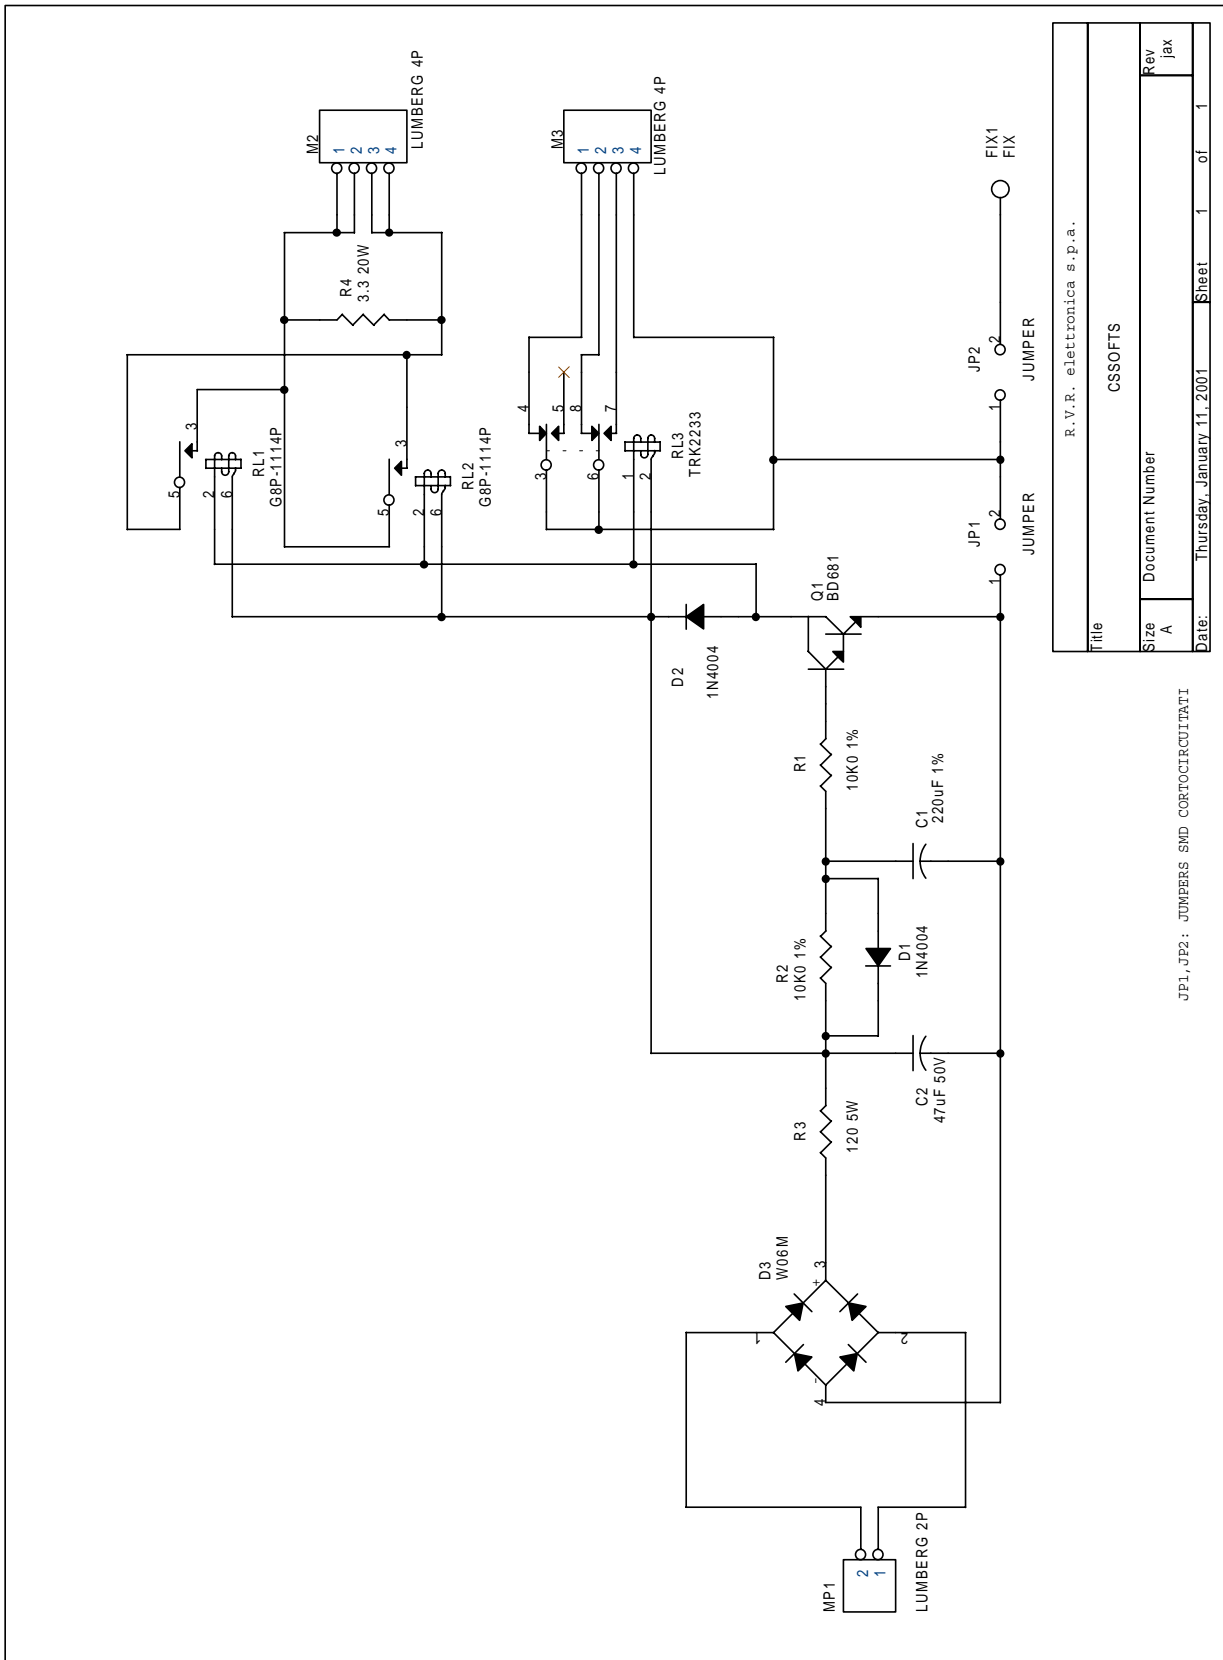 M2
1
2
3
4
LUMBERG 4P
R4
3.3 20W
3
5
2
6
RL1
G8P-1114P
3
5
2
6
RL2
G8P-1114P
M3
1
2
3
4
LUMBERG 4P
4
5
8
7
3
6
1
2
RL3
TRK2233
FIX1
FIX
JP2
1
2
JUMPER
JP1
1
2
JUMPER
D2
1N4004
Q1
BD681
R1
10K0 1%
C1
220uF 1%
R2
10K0 1%
D1
1N4004
C2
47uF 50V
R3
120 5W
D3
W06M
+
3
1
2
-
4
MP1
2
1
LUMBERG 2P
JP1,JP2: JUMPERS SMD CORTOCIRCUITATI
R.V.R. elettronica s.p.a.
Title
CSSOFTS
Size
A
Document Number
Rev
jax
Date:
Thursday, January 11, 2001
Sheet
1
of
1